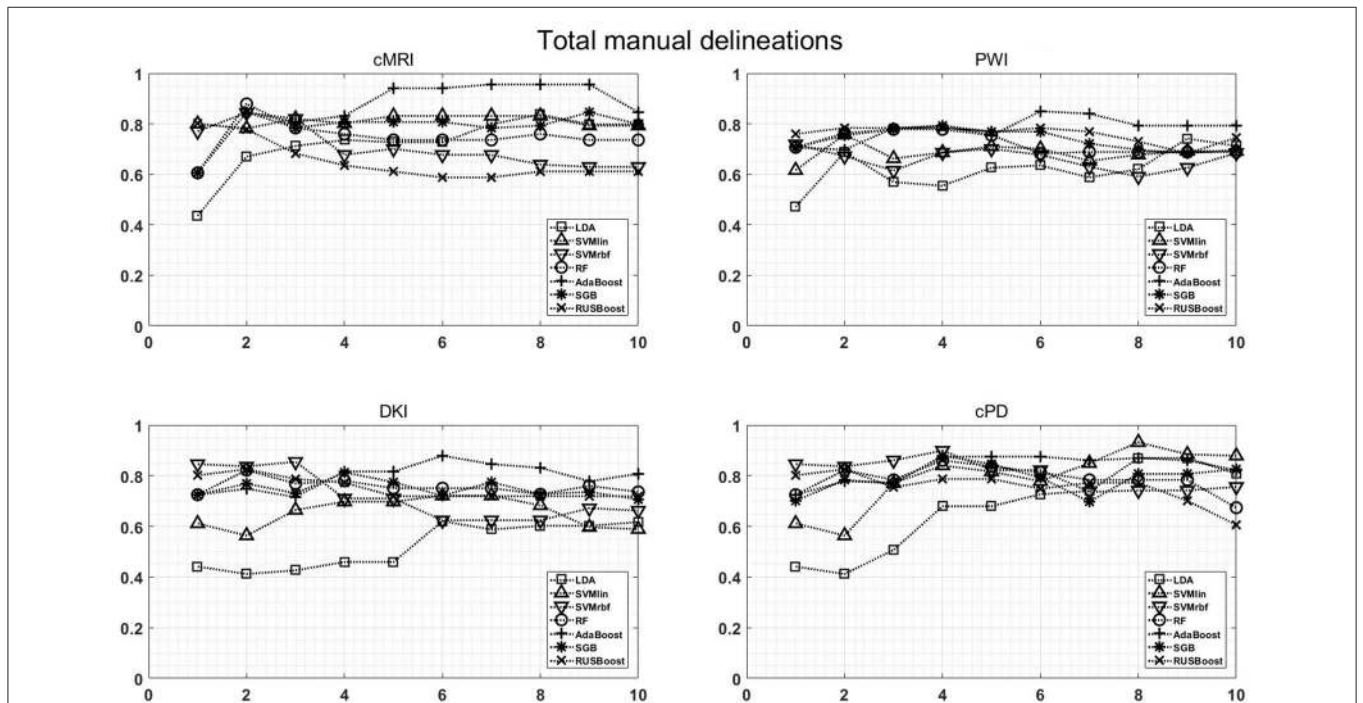 Total manual delineations
cMRI
1
0.8
0.6
0.4
0.2
0
0 2 4 6 8 10
LDA
SVMlin
SVMrbf
RF
AdaBoost
SGB
RUSBoost
PWI
1
0.8
0.6
0.4
0.2
0
0 2 4 6 8 10
LDA
SVMlin
SVMrbf
RF
AdaBoost
SGB
RUSBoost
DKI
1
0.8
0.6
0.4
0.2
0
0 2 4 6 8 10
LDA
SVMlin
SVMrbf
RF
AdaBoost
SGB
RUSBoost
cPD
1
0.8
0.6
0.4
0.2
0
0 2 4 6 8 10
LDA
SVMlin
SVMrbf
RF
AdaBoost
SGB
RUSBoost